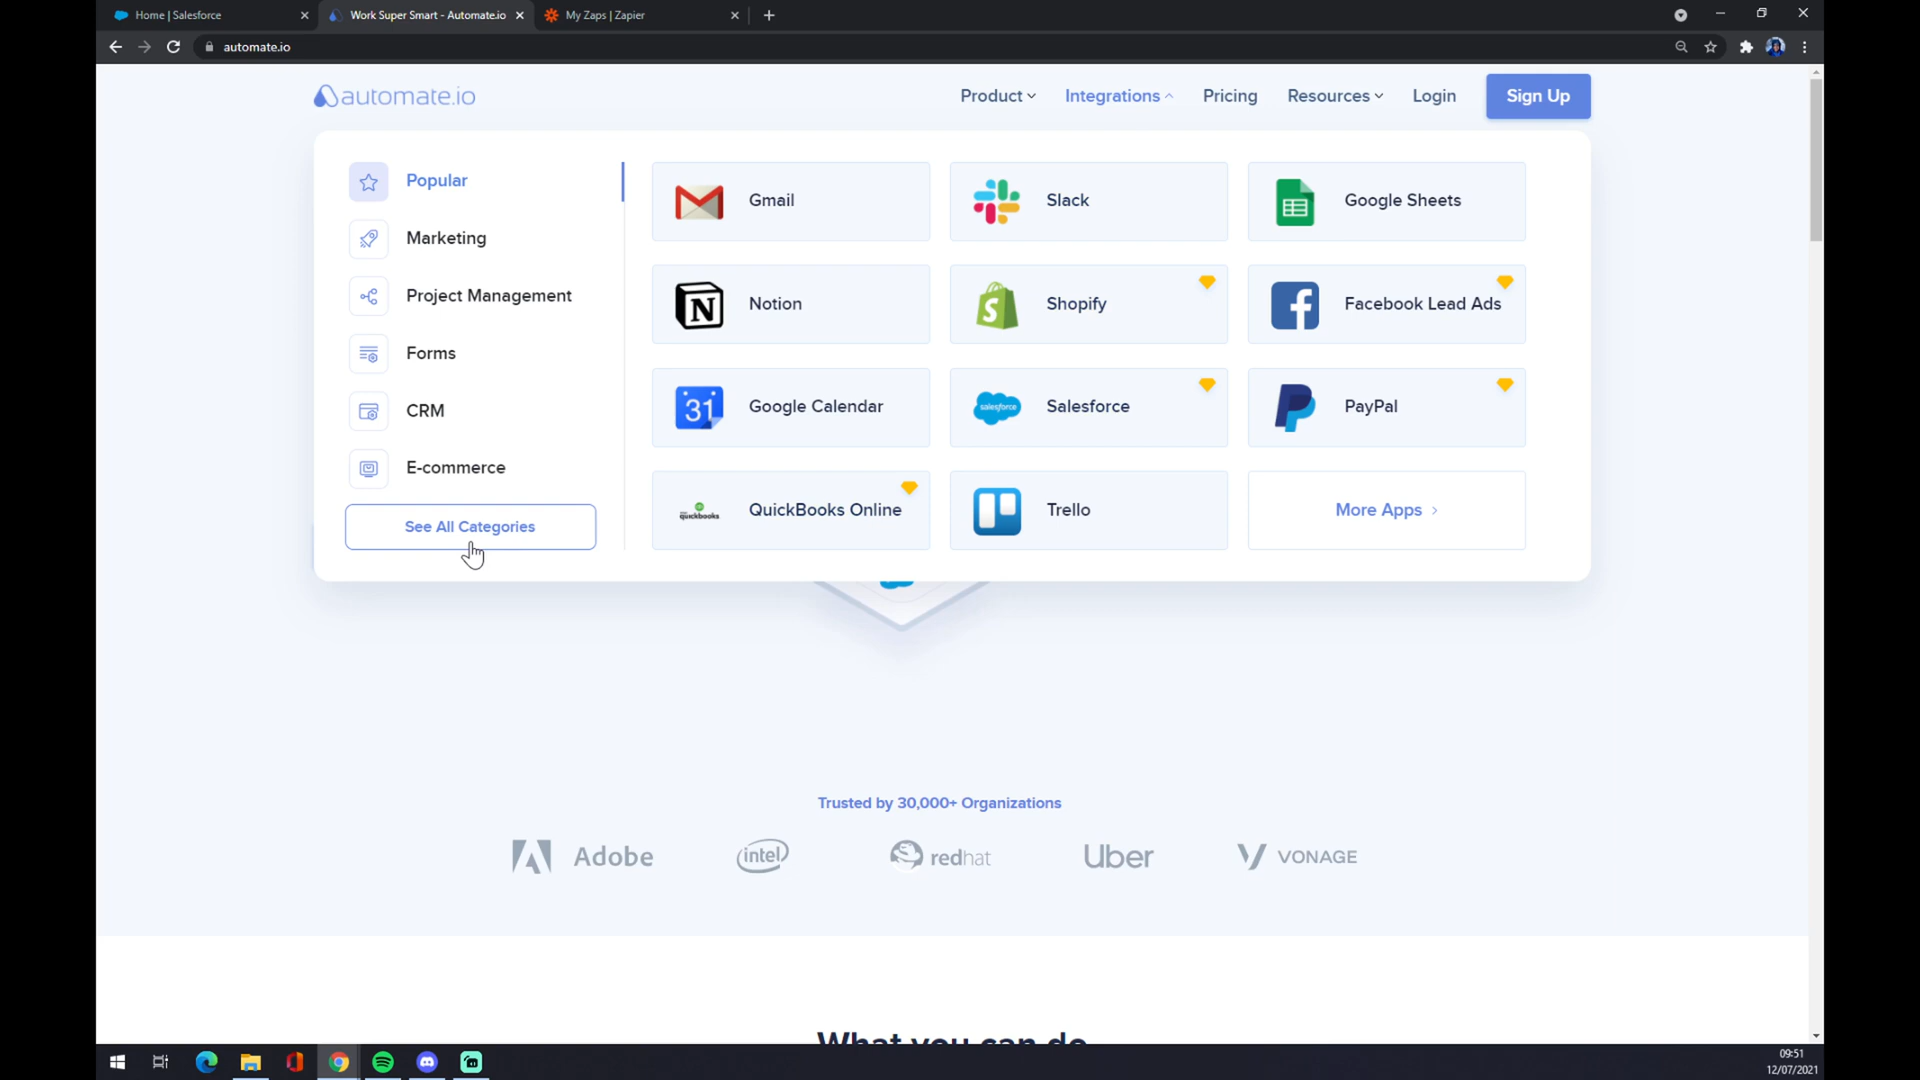 Home | Salesforce
Work Super Smart - Automate.io
My Zaps | Zapier
automate.io
automate.io
Product
Integrations
Pricing
Resources
Login
Sign Up
Popular
Marketing
Project Management
Forms
CRM
E-commerce
See All Categories
Gmail
Slack
Google Sheets
Notion
Shopify
Facebook Lead Ads
31
Google Calendar
salesforce
Salesforce
PayPal
quickbooks
QuickBooks Online
Trello
More Apps
Trusted by 30,000+ Organizations
Adobe
intel
redhat
Uber
VONAGE
What you can do
09:51
12/07/2021